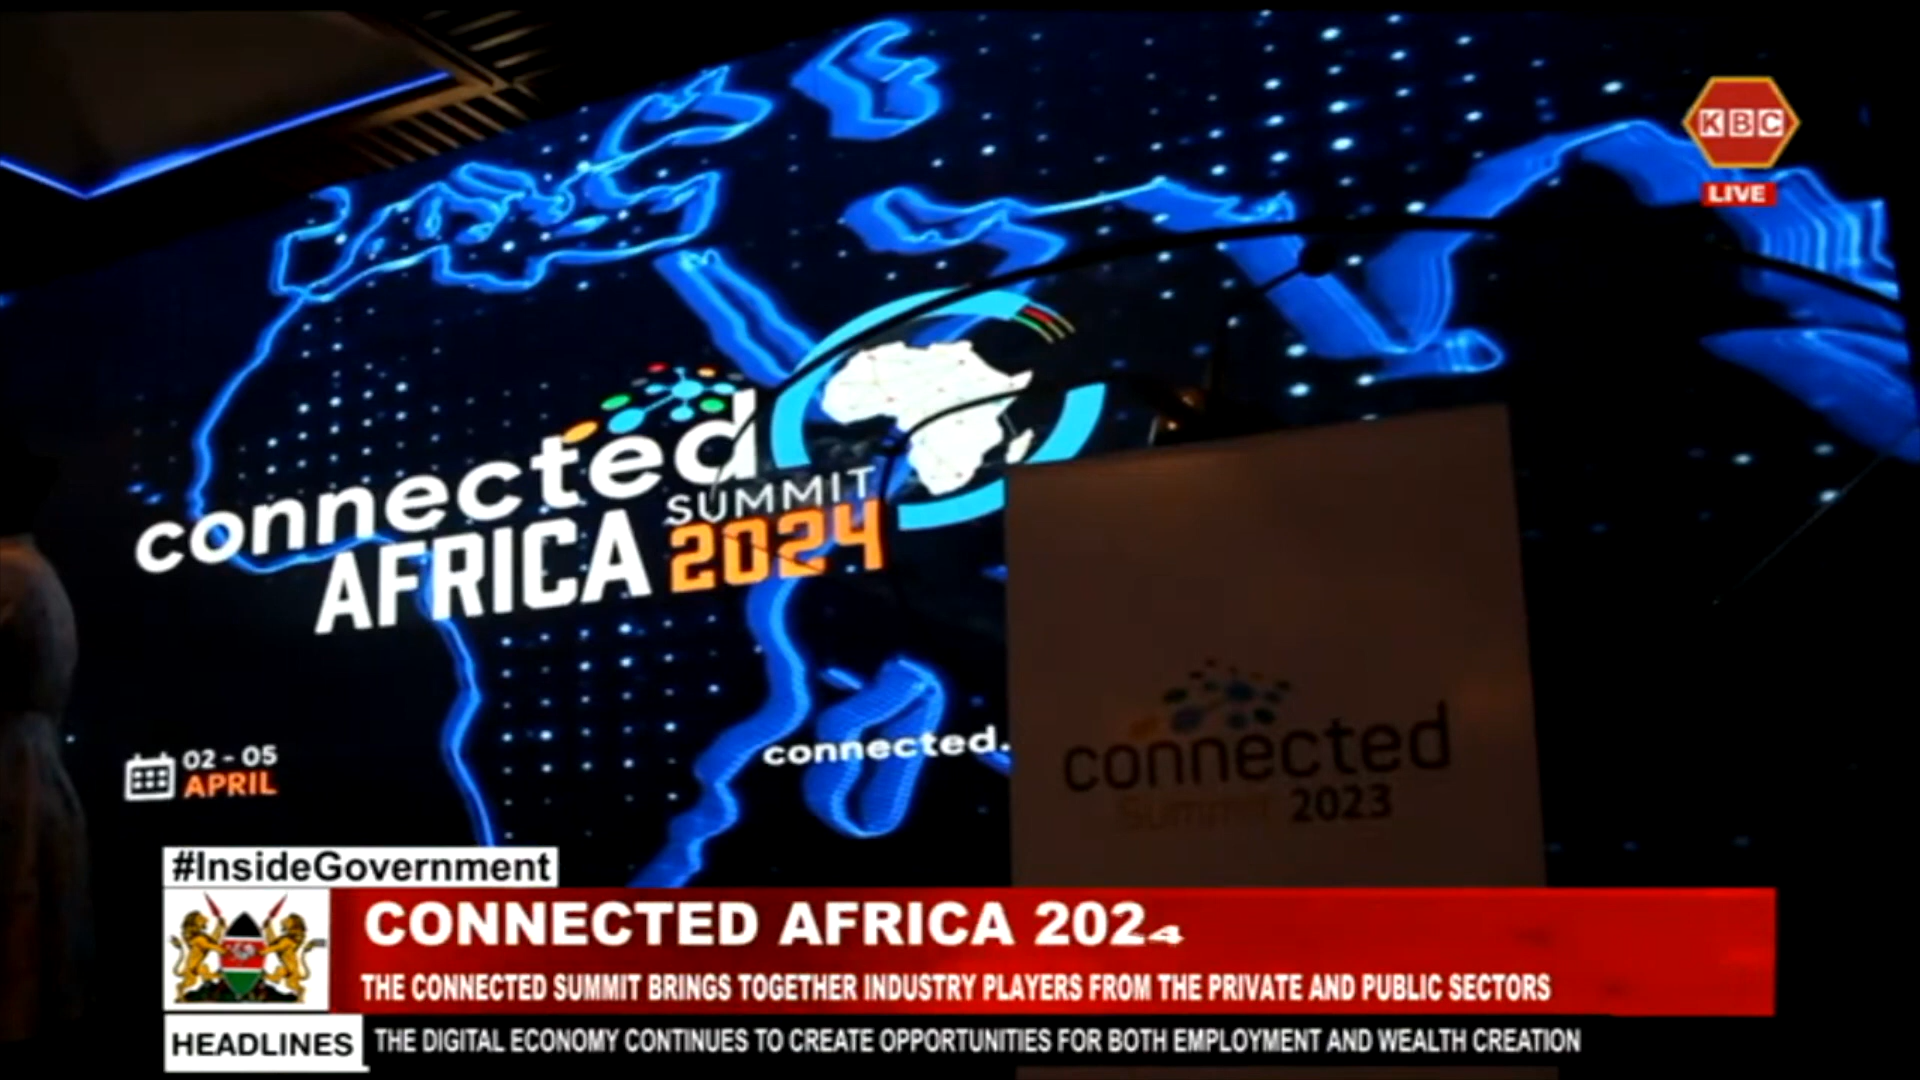 KBC
LIVE
connected
SUMMIT
AFRICA 2024
connected.
02 - 05
APRIL
connected
Summit 2023
#InsideGovernment
CONNECTED AFRICA 2024
THE CONNECTED SUMMIT BRINGS TOGETHER INDUSTRY PLAYERS FROM THE PRIVATE AND PUBLIC SECTORS
HEADLINES
THE DIGITAL ECONOMY CONTINUES TO CREATE OPPORTUNITIES FOR BOTH EMPLOYMENT AND WEALTH CREATION